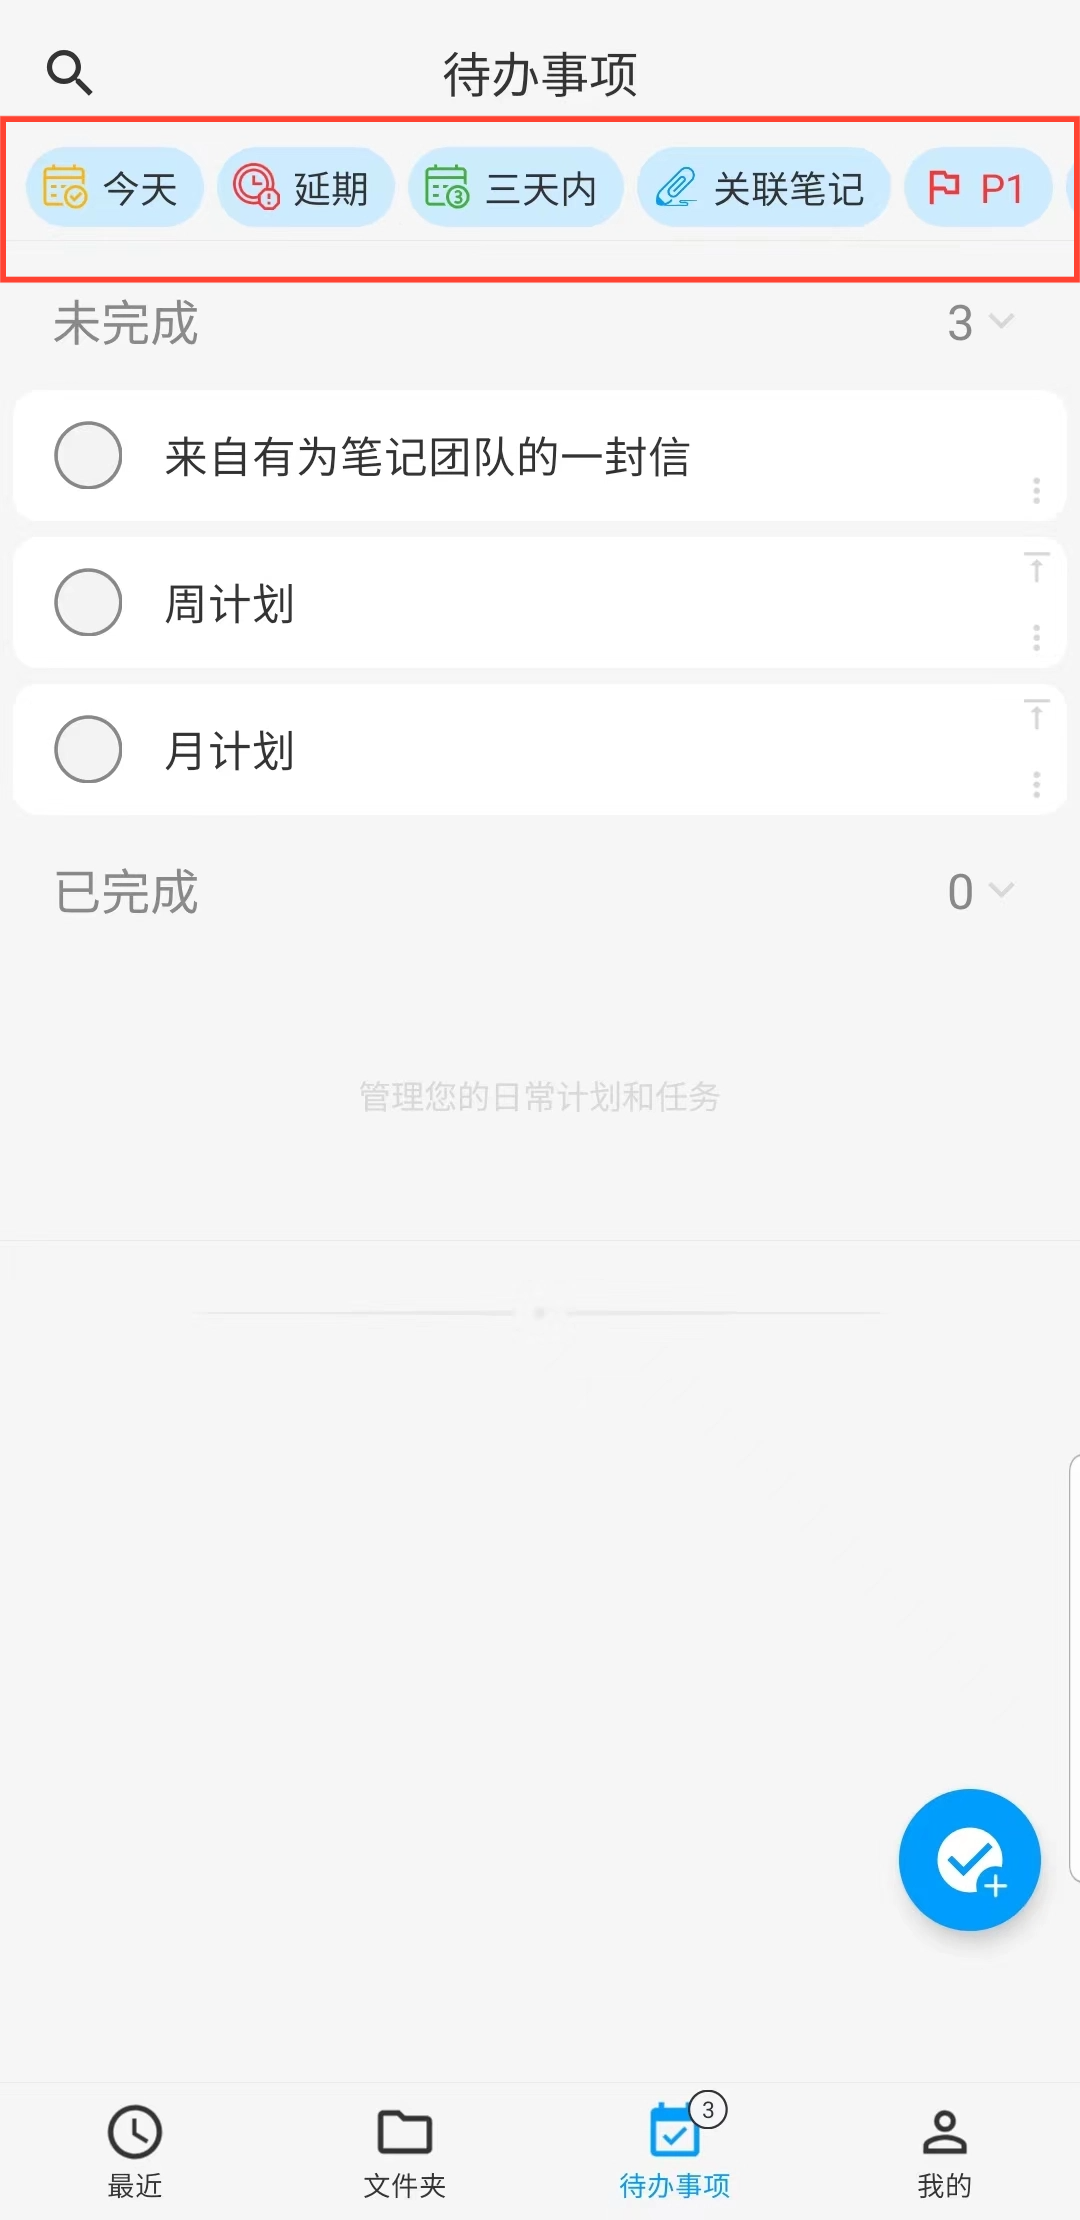 待办事项
今天 延期 三天内 关联笔记 P1
未完成 3
来自有为笔记团队的一封信
周计划
月计划
已完成 0
管理您的日常计划和任务
3
最近 文件夹 待办事项 我的